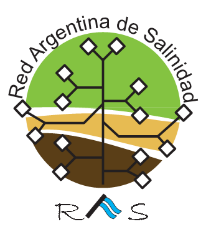 Red Argentina de Salinidad
RAS